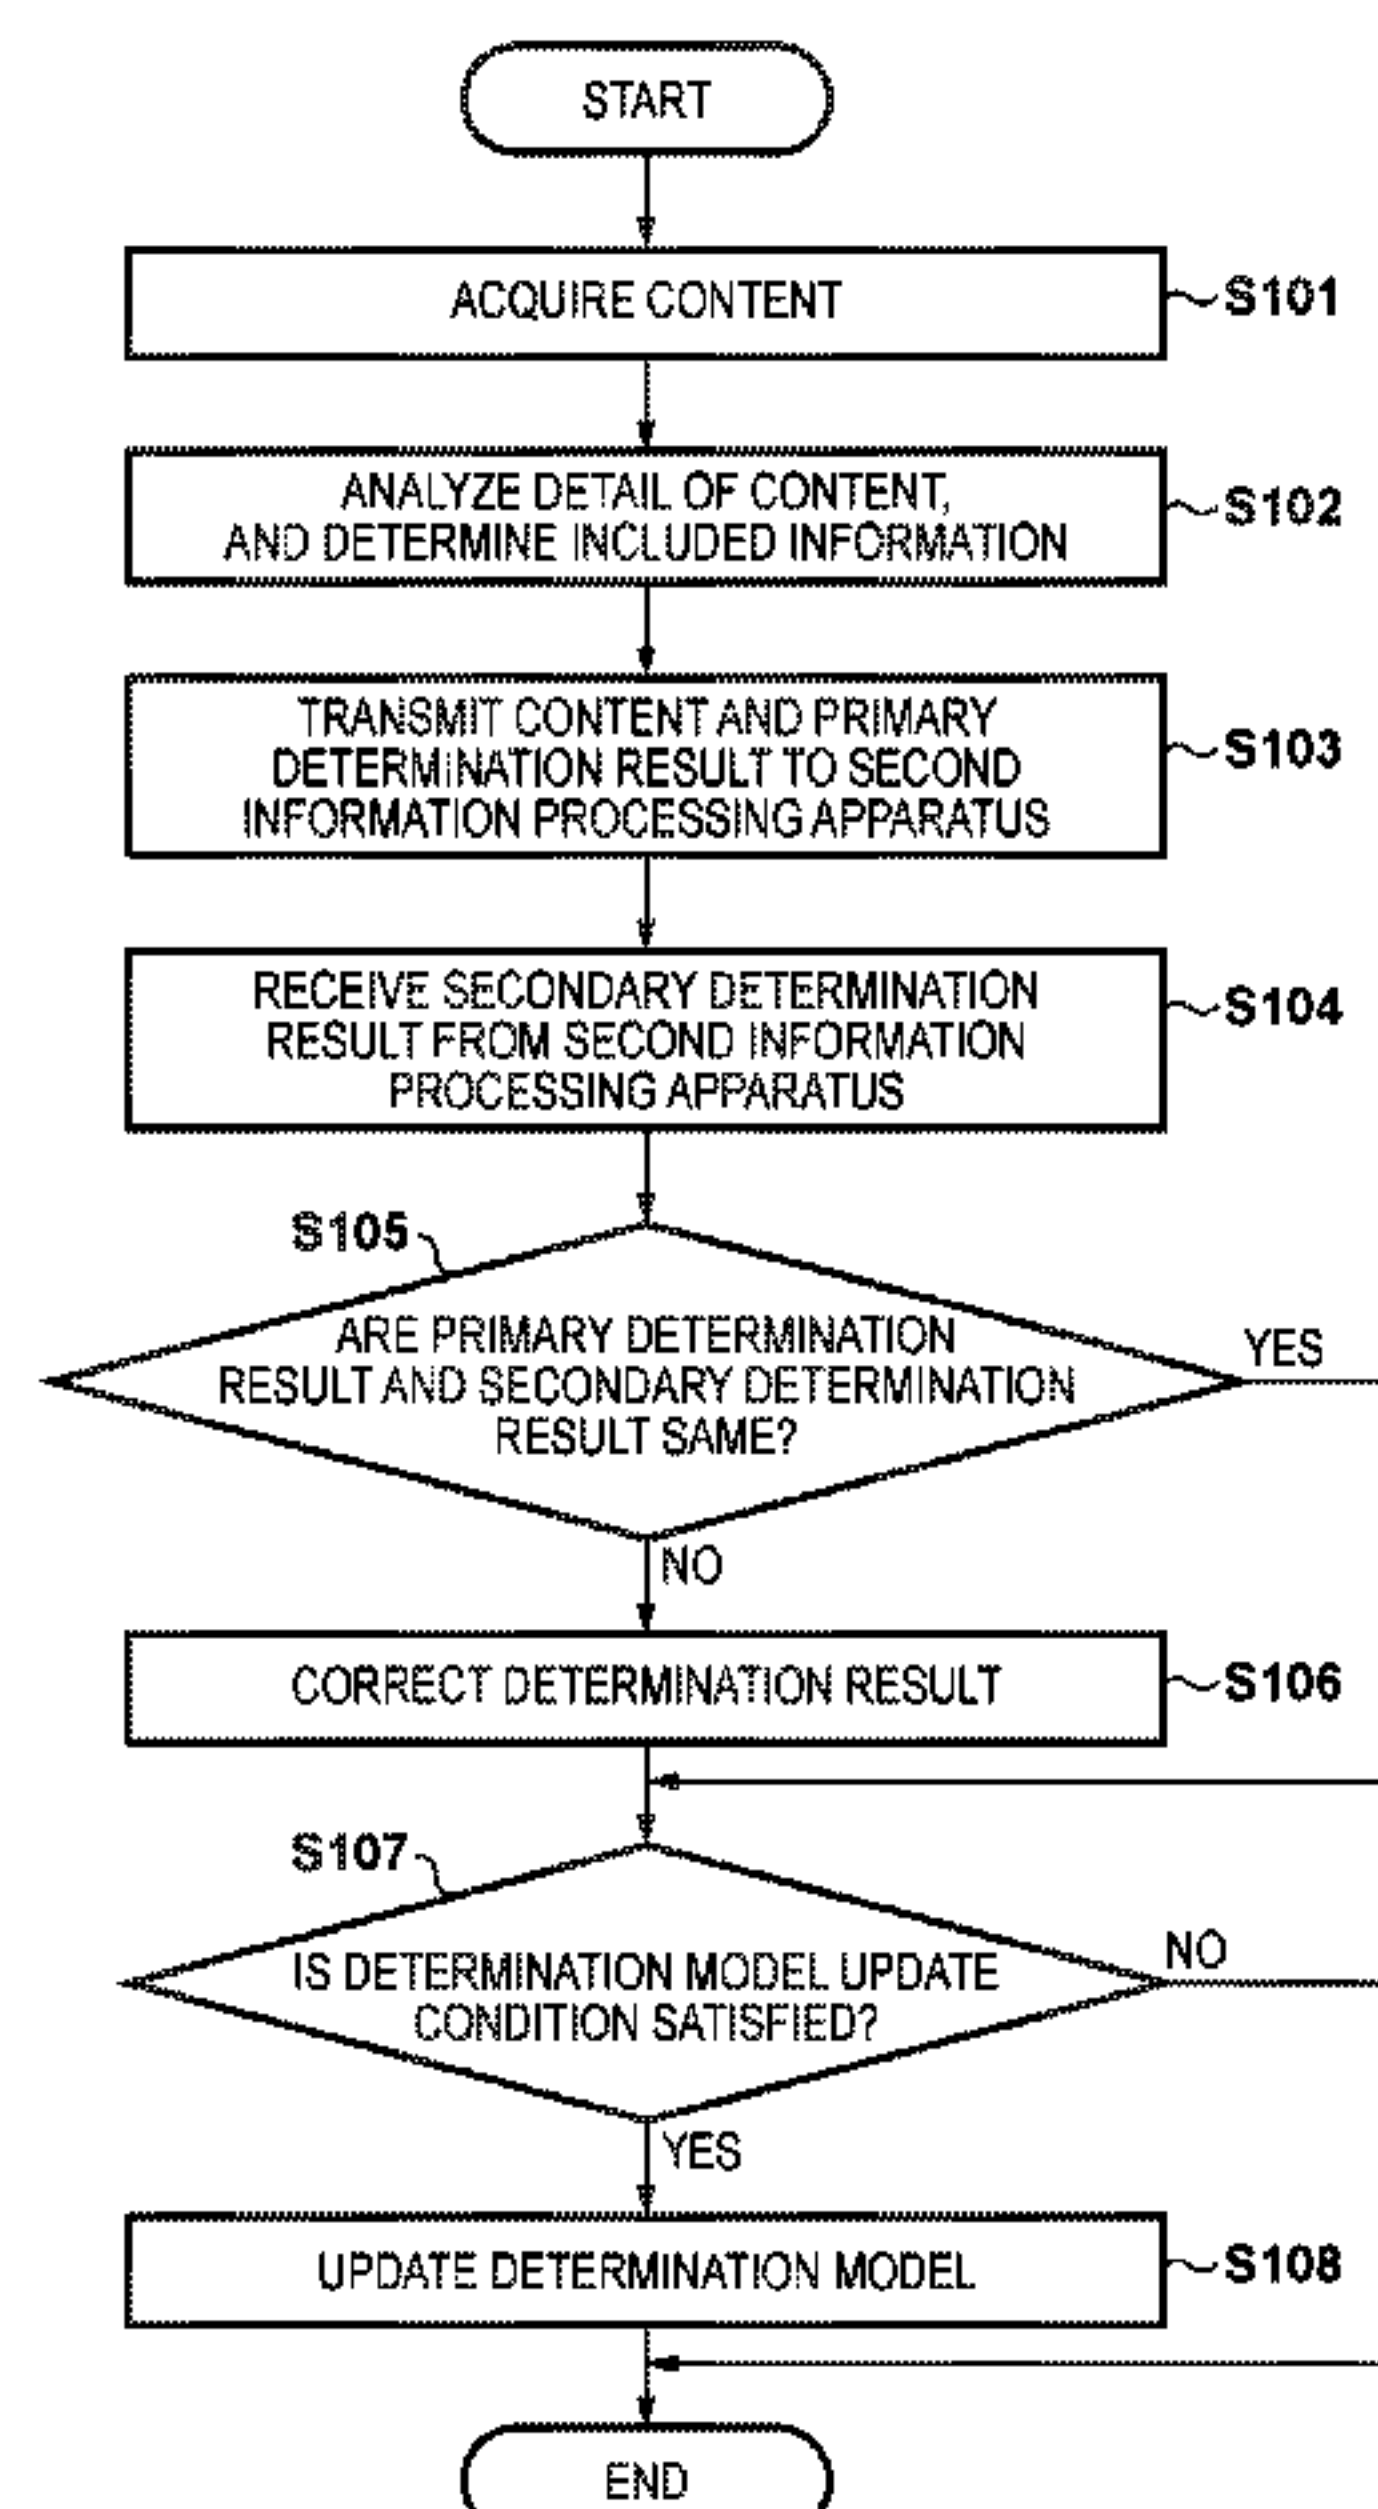 START
ACQUIRE CONTENT
S101
ANALYZE DETAIL OF CONTENT,
AND DETERMINE INCLUDED INFORMATION
S102
TRANSMIT CONTENT AND PRIMARY
DETERMINATION RESULT TO SECOND
INFORMATION PROCESSING APPARATUS
S103
RECEIVE SECONDARY DETERMINATION
RESULT FROM SECOND INFORMATION
PROCESSING APPARATUS
S104
S105
ARE PRIMARY DETERMINATION
RESULT AND SECONDARY DETERMINATION
RESULT SAME?
YES
NO
CORRECT DETERMINATION RESULT
S106
S107
IS DETERMINATION MODEL UPDATE
CONDITION SATISFIED?
NO
YES
UPDATE DETERMINATION MODEL
S108
END